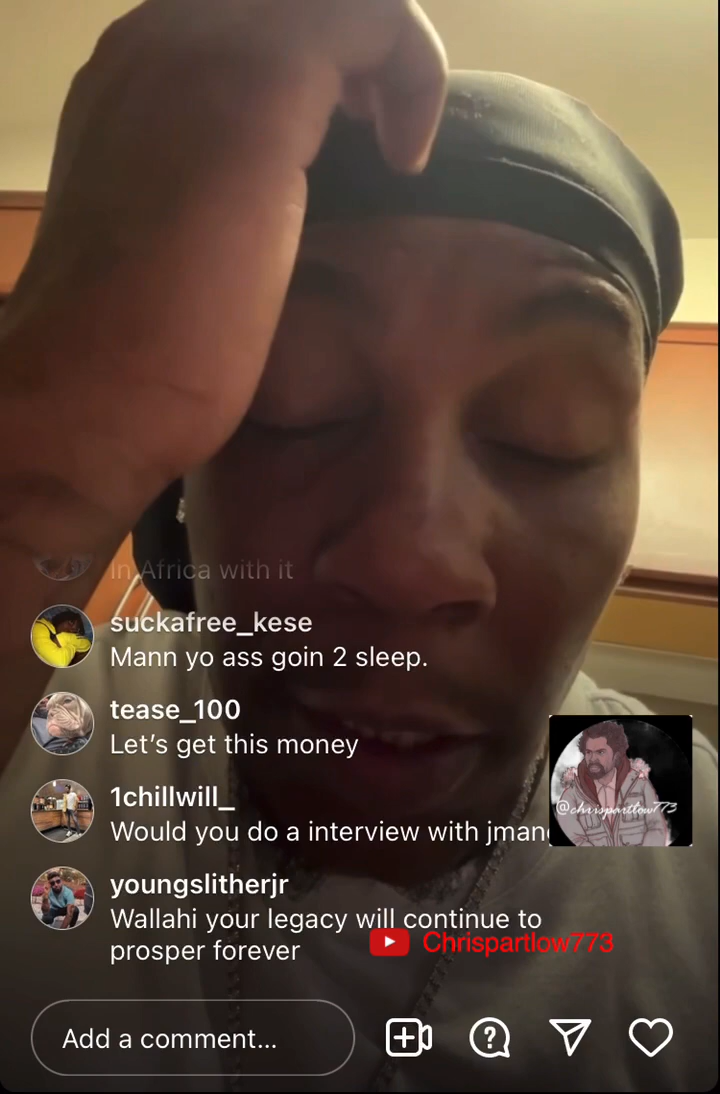 In Africa with it
suckafree_kese
Mann yo ass goin 2 sleep.
tease_100
Let's get this money
1chillwill_
Would you do a interview with
@chrispartlow773
youngslitherjr
Wallahi your legacy will continue to
prosper forever
Chrispartlow773
Add a comment...